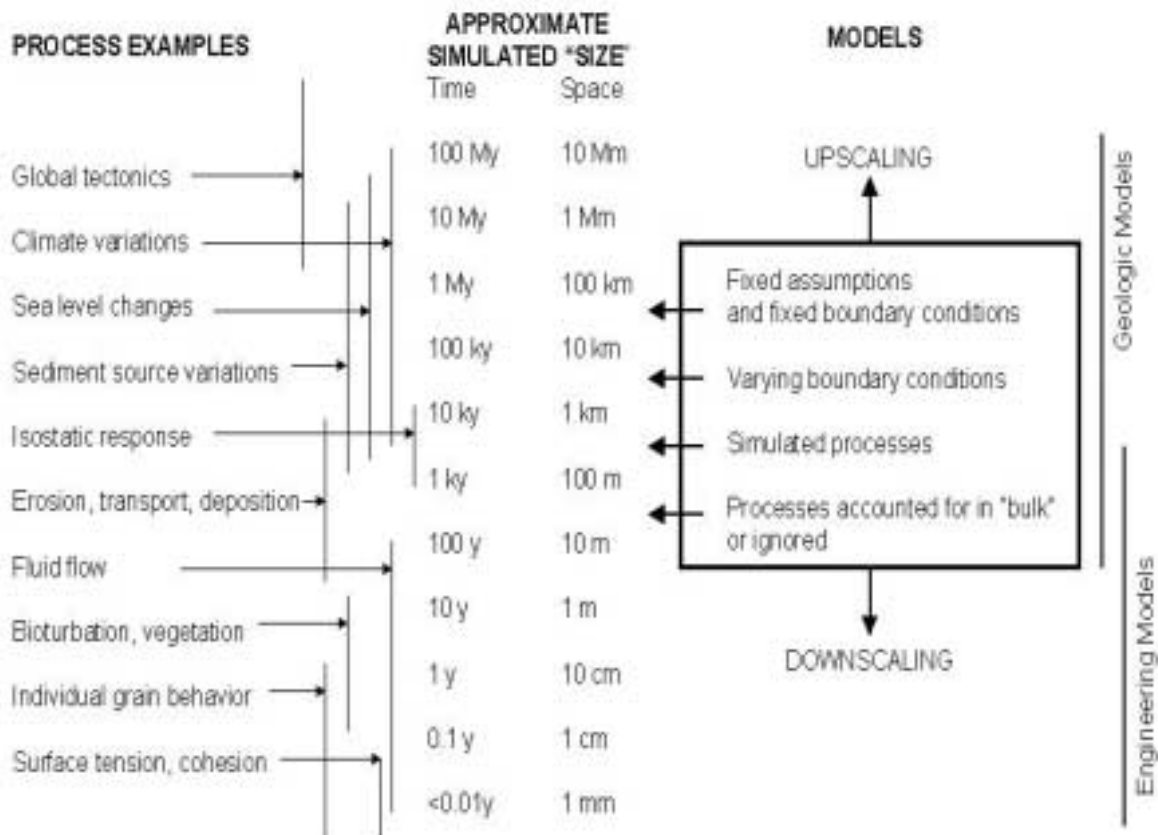 PROCESS EXAMPLES
Global tectonics
Climate variations
Sea level changes
Sediment source variations
Isostatic response
Erosion, transport, deposition
Fluid flow
Bioturbation, vegetation
Individual grain behavior
Surface tension, cohesion
APPROXIMATE
SIMULATED "SIZE"
Time Space
100 My 10 Mm
10 My 1 Mm
1 My 100 km
100 ky 10 km
10 ky 1 km
1 ky 100 m
100 y 10 m
10 y 1 m
1 y 10 cm
0.1 y 1 cm
<0.01y 1 mm
MODELS
UPSCALING
Fixed assumptions
and fixed boundary conditions
Varying boundary conditions
Simulated processes
Processes accounted for in "bulk"
or ignored
DOWNSCALING
Geologic Models
Engineering Models